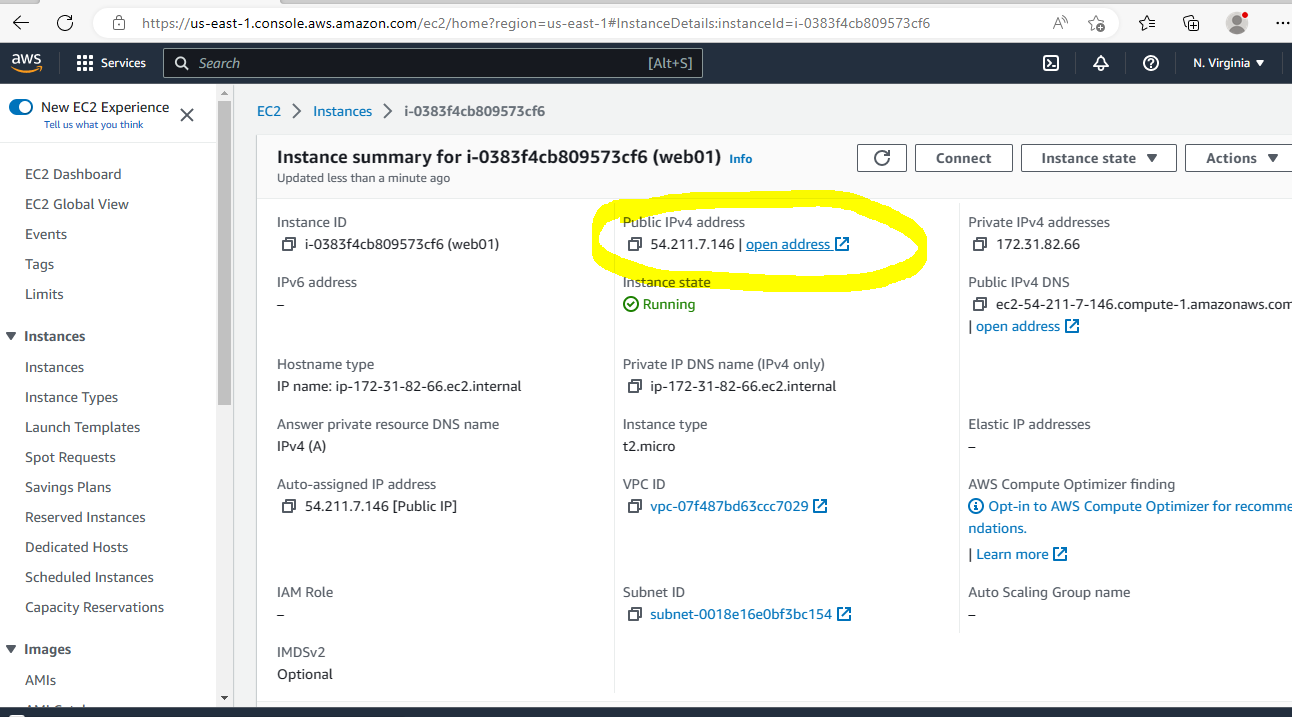 https://us-east-1.console.aws.amazon.com/ec2/home?region=us-east-1#InstanceDetails:instanceId=i-0383f4cb809573cf6
aws
Services
Search
[Alt+S]
N. Virginia
New EC2 Experience
Tell us what you think
EC2 Dashboard
EC2 Global View
Events
Tags
Limits
Instances
Instances
Instance Types
Launch Templates
Spot Requests
Savings Plans
Reserved Instances
Dedicated Hosts
Scheduled Instances
Capacity Reservations
Images
AMIs
EC2 > Instances > i-0383f4cb809573cf6
Instance summary for i-0383f4cb809573cf6 (web01) Info
Updated less than a minute ago
Connect
Instance state
Actions
Instance ID
i-0383f4cb809573cf6 (web01)
Public IPv4 address
54.211.7.146 | open address
Private IPv4 addresses
172.31.82.66
IPv6 address
–
Instance state
Running
Public IPv4 DNS
ec2-54-211-7-146.compute-1.amazonaws.com
| open address
Hostname type
IP name: ip-172-31-82-66.ec2.internal
Private IP DNS name (IPv4 only)
ip-172-31-82-66.ec2.internal
Answer private resource DNS name
IPv4 (A)
Instance type
t2.micro
Elastic IP addresses
–
Auto-assigned IP address
54.211.7.146 [Public IP]
VPC ID
vpc-07f487bd63ccc7029
AWS Compute Optimizer finding
Opt-in to AWS Compute Optimizer for recomme
ndations.
| Learn more
IAM Role
–
Subnet ID
subnet-0018e16e0bf3bc154
Auto Scaling Group name
–
IMDSv2
Optional